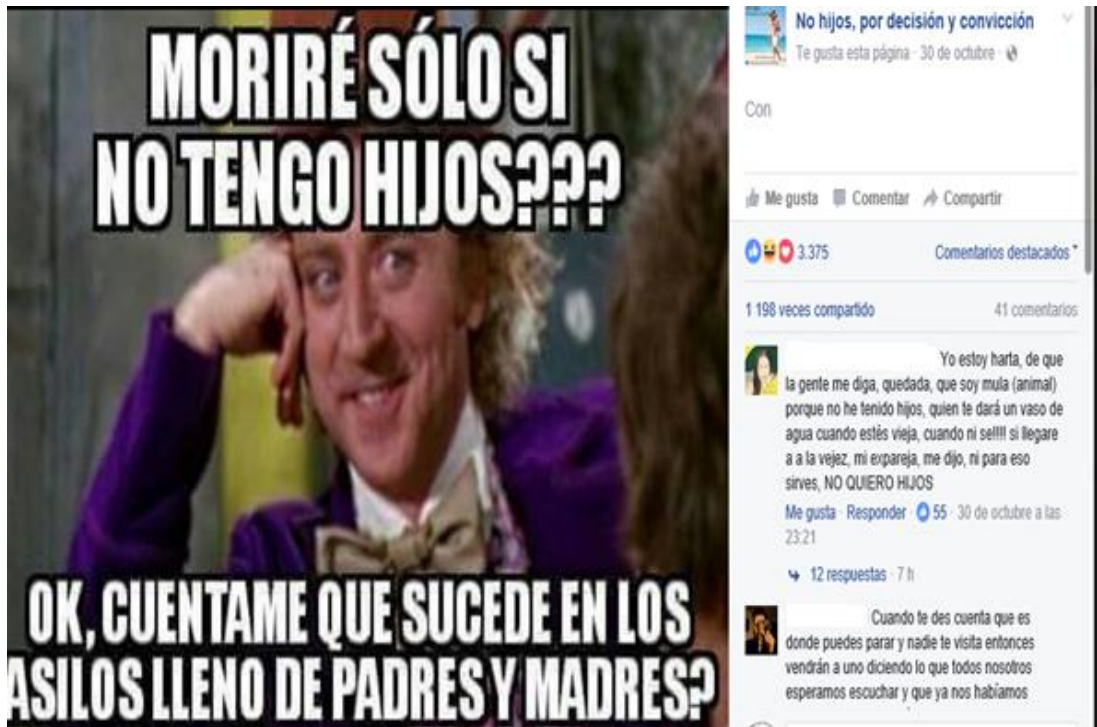 MORIRÉ SÓLO SI
NO TENGO HIJOS???
OK, CUENTAME QUE SUCEDE EN LOS
ASILOS LLENO DE PADRES Y MADRES?
No hijos, por decisión y convicción
Te gusta esta página · 30 de octubre ·
Con
Me gusta Comentar Compartir
3.375 Comentarios destacados
1 198 veces compartido 41 comentarios
Yo estoy harta, de que
la gente me diga, quedada, que soy mula (animal)
porque no he tenido hijos, quien te dará un vaso de
agua cuando estés vieja, cuando ni se!!!! si llegare
a a la vejez, mi expareja, me dijo, ni para eso
sirves, NO QUIERO HIJOS
Me gusta · Responder · 55 · 30 de octubre a las
23:21
12 respuestas · 7 h
Cuando te des cuenta que es
donde puedes parar y nadie te visita entonces
vendrán a uno diciendo lo que todos nosotros
esperamos escuchar y que ya nos habíamos